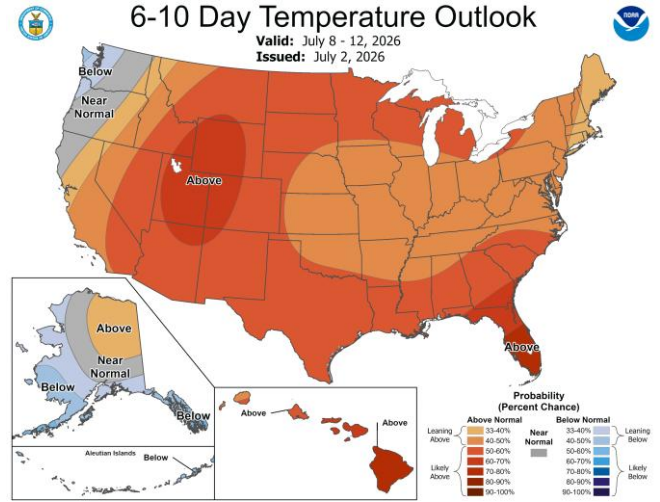 6-10 Day Temperature Outlook
Valid: July 8 - 12, 2026
Issued: July 2, 2026
NOAA
Below
Near
Normal
Above
Above
Above
Near
Normal
Below
Below
Aleutian Islands
Below
Above
Above
Probability
(Percent Chance)
Above Normal
Below Normal
Leaning
Above
33-40%
40-50%
Near
Normal
33-40%
40-50%
Leaning
Below
Likely
Above
50-60%
60-70%
70-80%
80-90%
90-100%
50-60%
60-70%
70-80%
80-90%
90-100%
Likely
Below